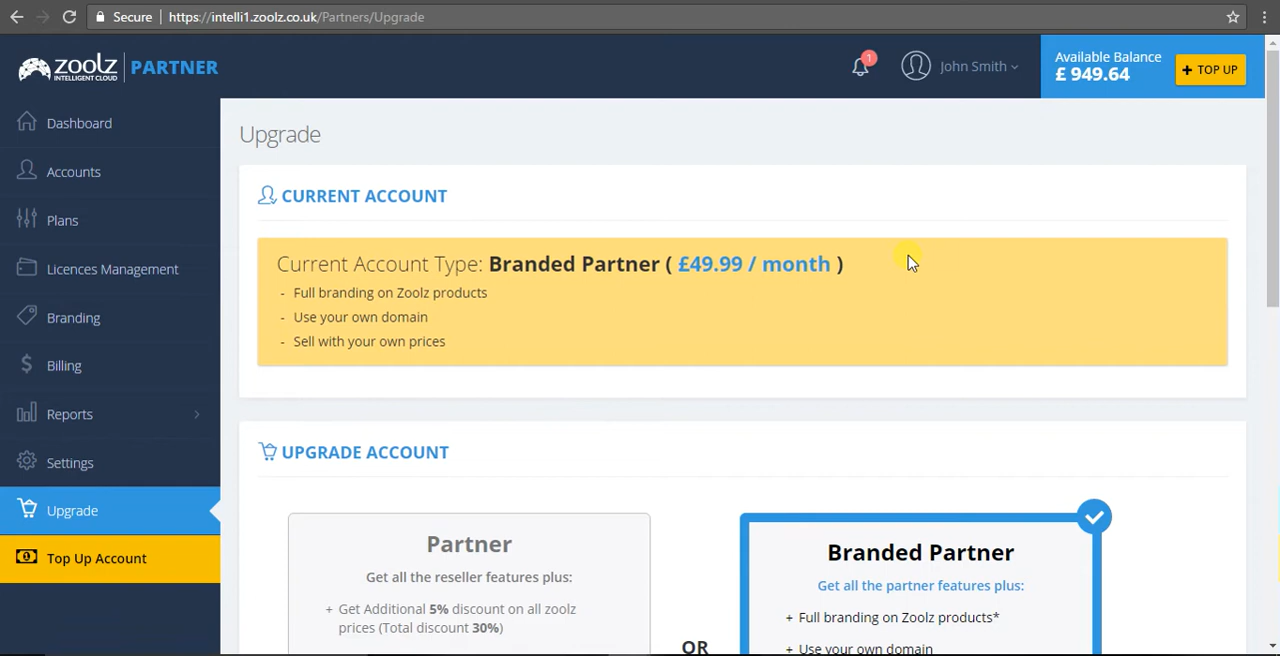 Secure | https://intelli1.zoolz.co.uk/Partners/Upgrade
zoolz
INTELLIGENT CLOUD
PARTNER
1
John Smith
Available Balance
£ 949.64
+ TOP UP
Dashboard
Accounts
Plans
Licences Management
Branding
Billing
Reports
Settings
Upgrade
Top Up Account
Upgrade
CURRENT ACCOUNT
Current Account Type: Branded Partner ( £49.99 / month )
- Full branding on Zoolz products
- Use your own domain
- Sell with your own prices
UPGRADE ACCOUNT
Partner
Get all the reseller features plus:
+ Get Additional 5% discount on all zoolz
prices (Total discount 30%)
OR
Branded Partner
Get all the partner features plus:
+ Full branding on Zoolz products*
+ Use your own domain